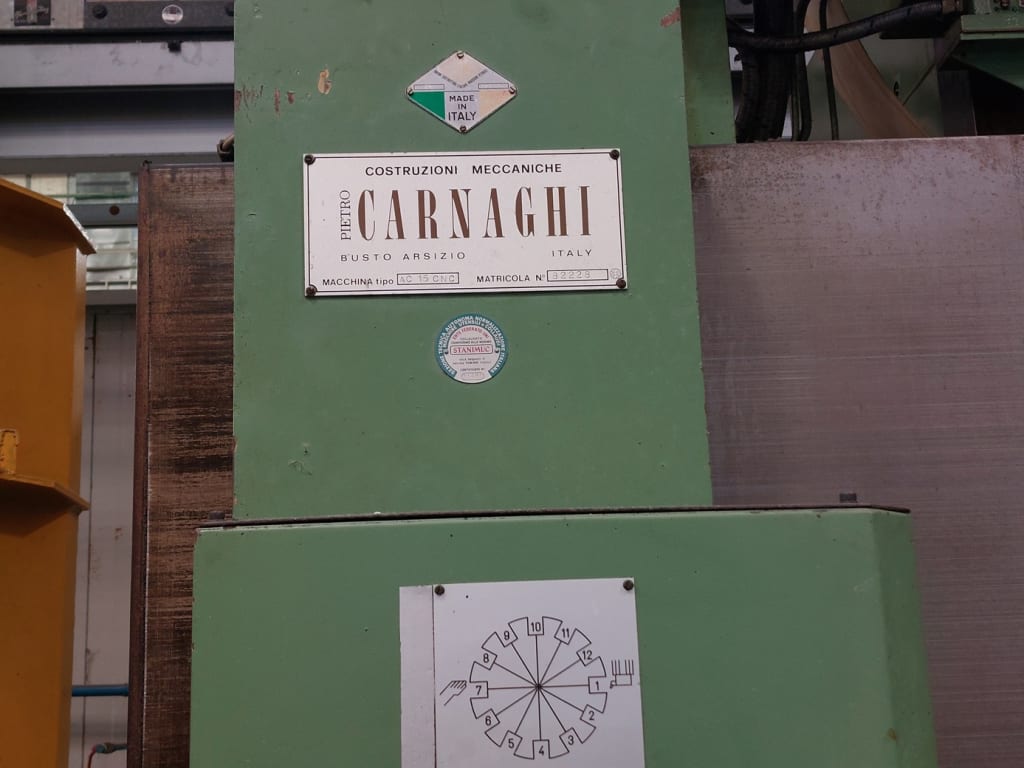 MADE
IN
ITALY
COSTRUZIONI MECCANICHE
PIETRO
CARNAGHI
BUSTO ARSIZIO ITALY
MACCHINA tipo AC 15 CNC MATRICOLA N°
STANIMUC
10
9 11
8 12
7 1
6 2
5 3
4